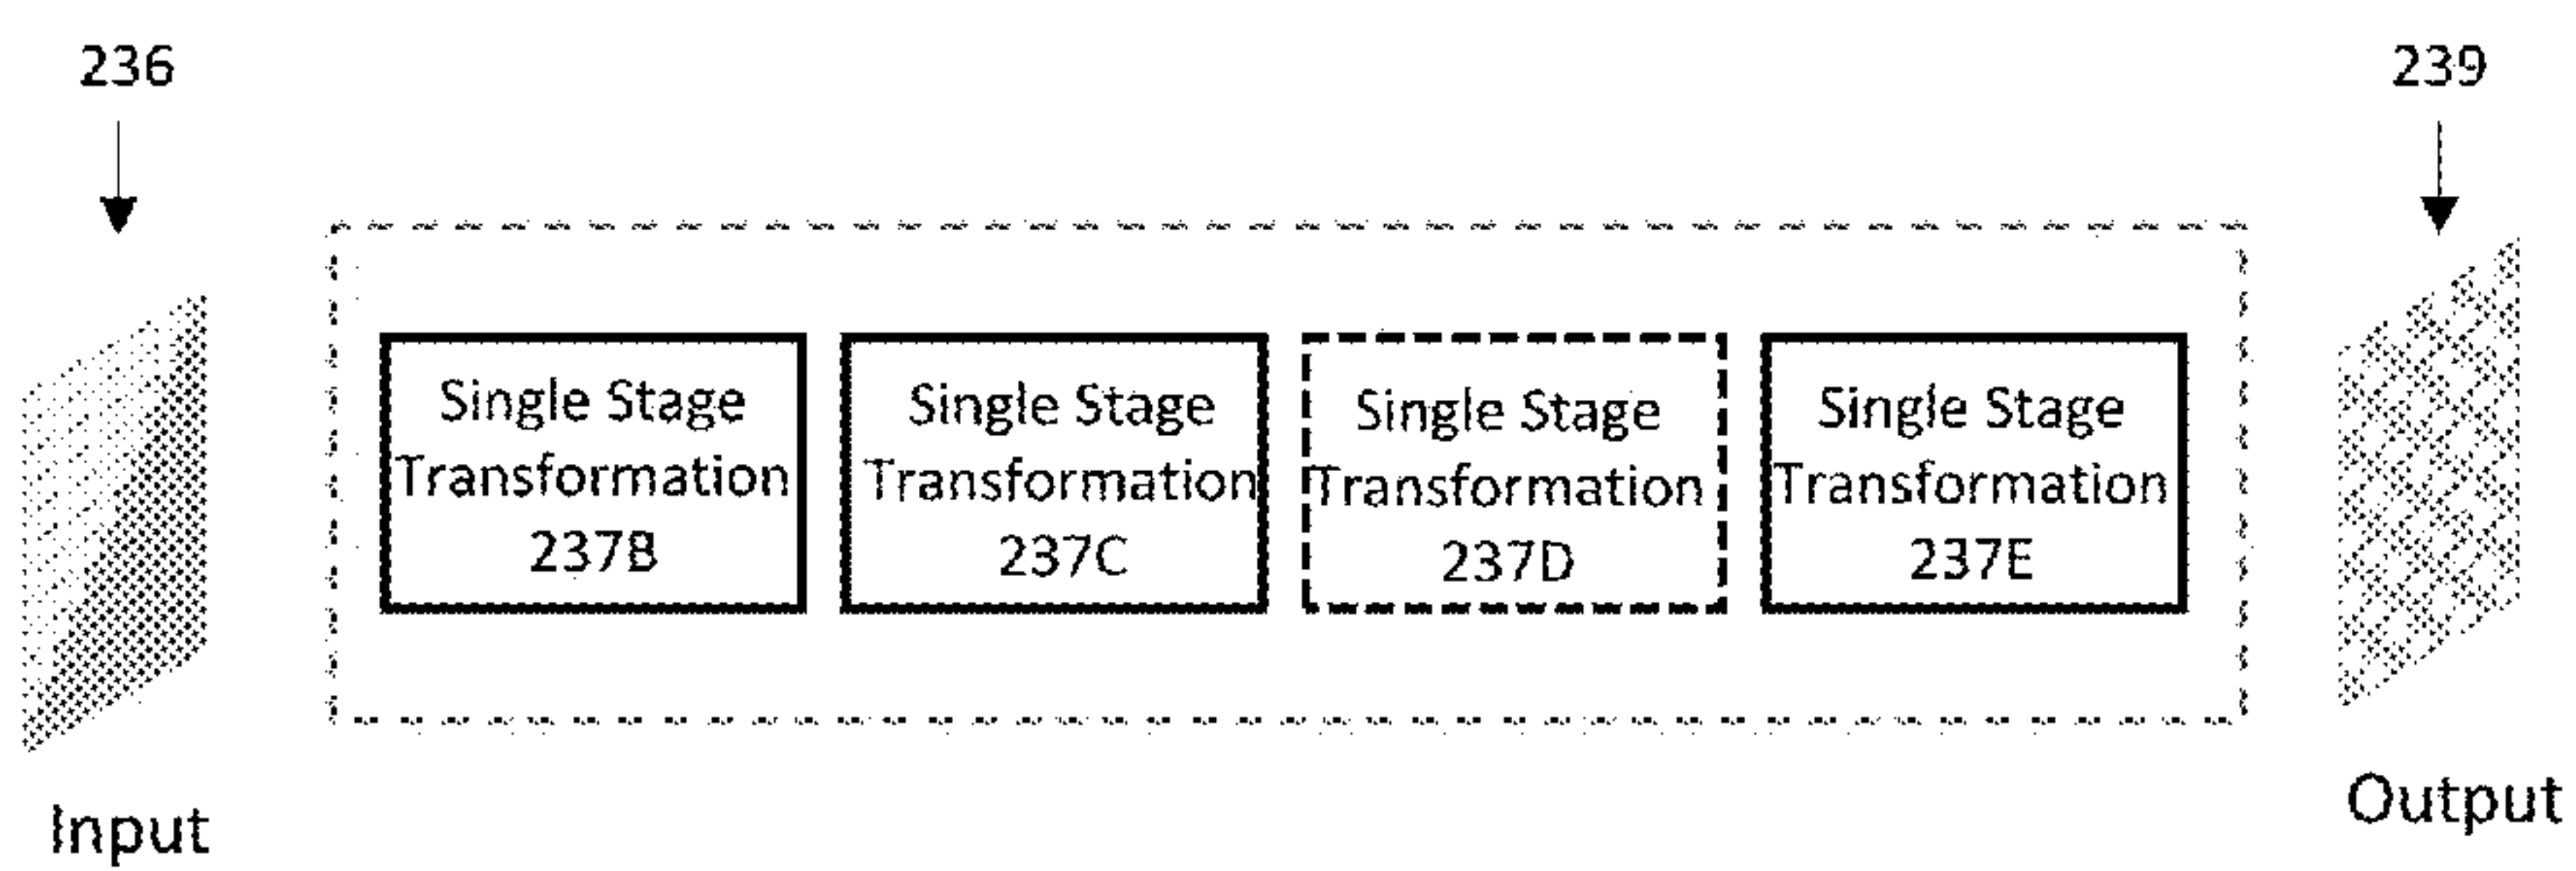 236
239
Single Stage
Transformation
237B
Single Stage
Transformation
237C
Single Stage
Transformation
237D
Single Stage
Transformation
237E
Input
Output